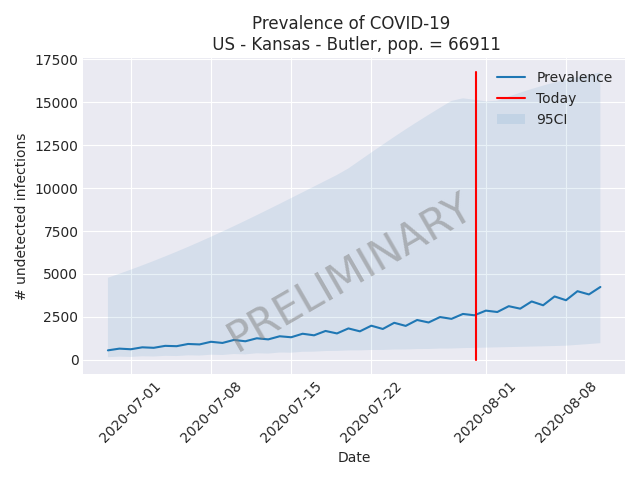 Prevalence of COVID-19
US - Kansas - Butler, pop. = 66911
17500
15000
12500
10000
7500
5000
2500
0
# undetected infections
Prevalence
Today
95CI
PRELIMINARY
2020-07-01
2020-07-08
2020-07-15
2020-07-22
2020-08-01
2020-08-08
Date